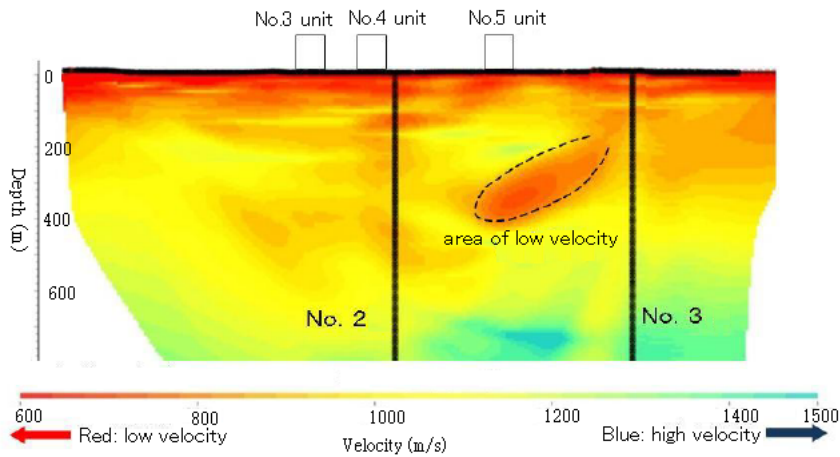 No.3 unit No.4 unit No.5 unit
0
200
400
600
Depth (m)
area of low velocity
No. 2
No. 3
600 800 1000 1200 1400 1500
Red: low velocity
Velocity (m/s)
Blue: high velocity